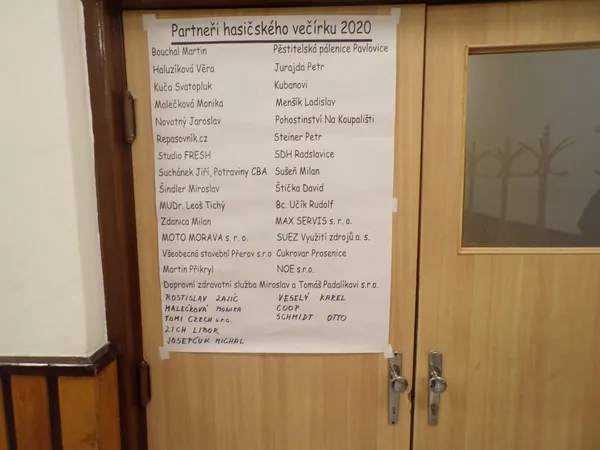 Partneři hasičského večírku 2020
Bouchal Martin Pěstitelská pálenice Pavlovice
Haluzíková Věra Jurajda Petr
Kuča Svatopluk Kubanovi
Malečková Monika Menšík Ladislav
Novotný Jaroslav Pohostinství Na Koupališti
Repasovník.cz Steiner Petr
Studio FRESH SDH Radslavice
Suchánek Jiří, Potraviny CBA Sušeň Milan
Šindler Miroslav Štička David
MUDr. Leoš Tichý Bc. Učík Rudolf
Zdanica Milan MAX SERVIS s. r. o.
MOTO MORAVA s. r. o. SUEZ Využití zdrojů a. s.
Všeobecná stavební Přerov s.r.o Cukrovar Prosenice
Martin Přikryl NOE s.r.o.
Dopravní zdravotní služba Miroslav a Tomáš Padalíkovi s.r.o.
ROSTISLAV ZAJÍC VESELÝ KAREL
MALEČKOVÁ MONIKA COOP
TOMI CZECH s.r.o. SCHMIDT OTTO
ZICH LIBOR
JOSEPČUK MICHAL